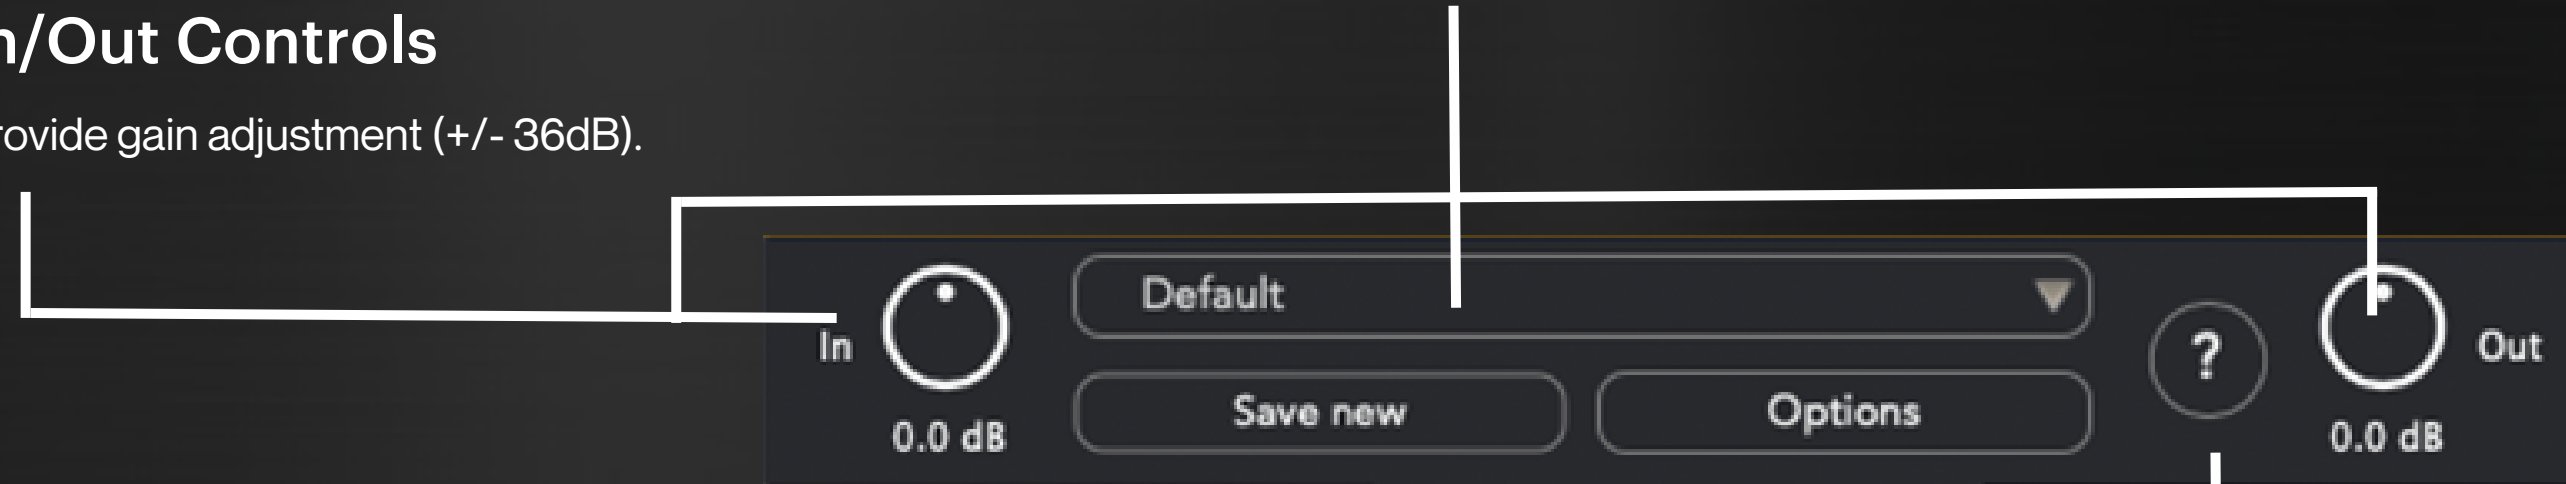 n/Out Controls
rovide gain adjustment (+/- 36dB).
Default
In
?
Out
Save new
Options
0.0 dB
0.0 dB